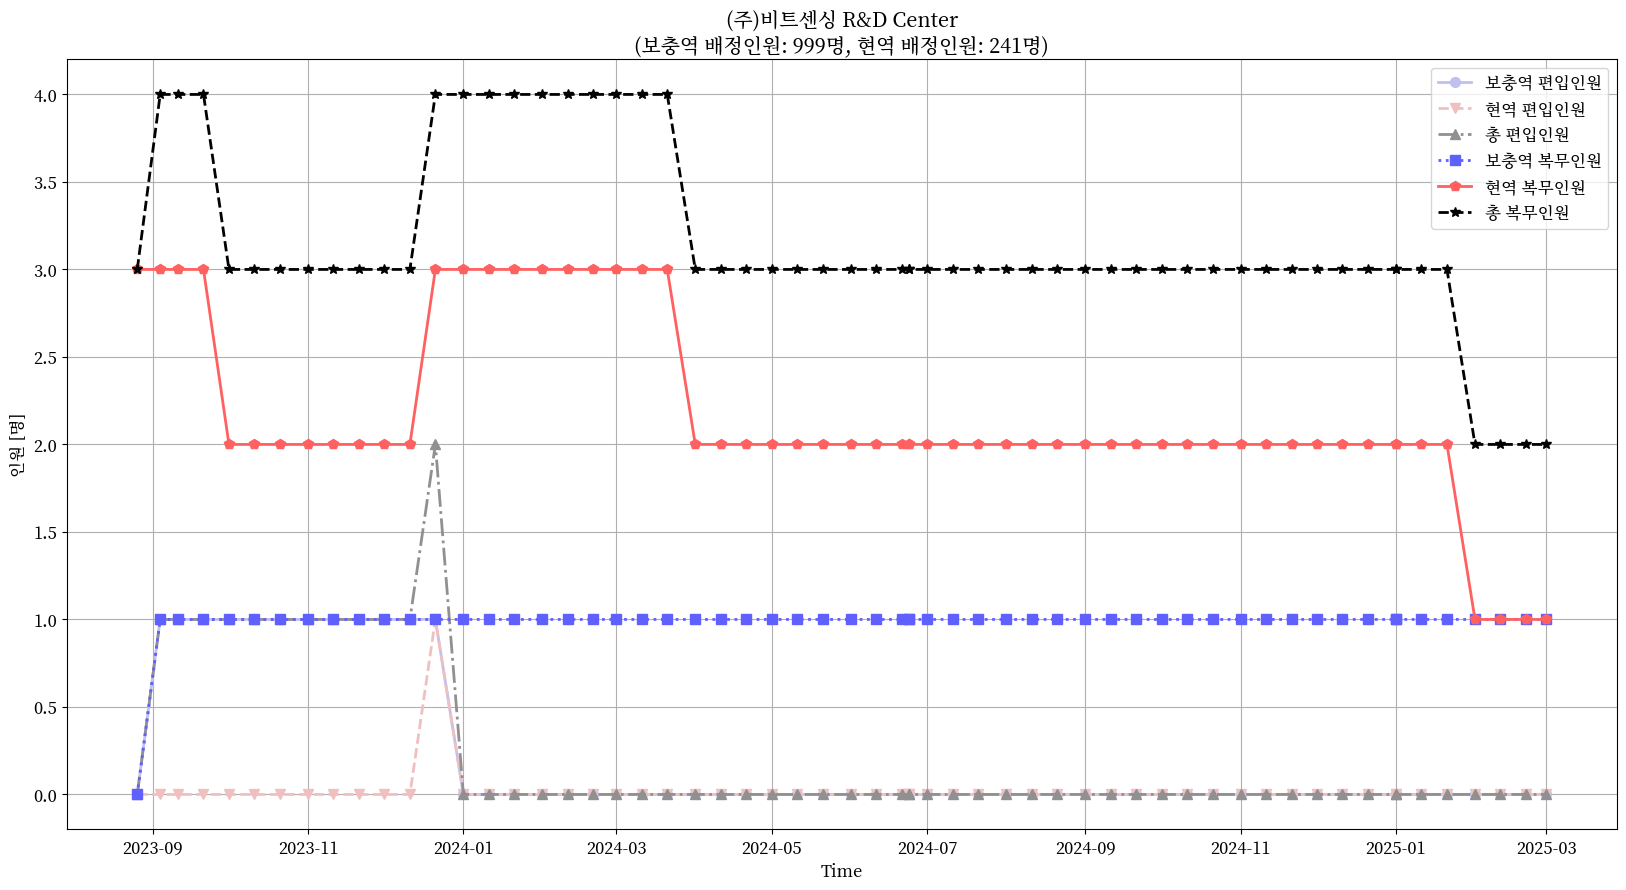 (주)비트센싱 R&D Center
(보충역 배정인원: 999명, 현역 배정인원: 241명)
보충역 편입인원
현역 편입인원
총 편입인원
보충역 복무인원
현역 복무인원
총 복무인원
인원 [명]
4.0
3.5
3.0
2.5
2.0
1.5
1.0
0.5
0.0
2023-09 2023-11 2024-01 2024-03 2024-05 2024-07 2024-09 2024-11 2025-01 2025-03
Time